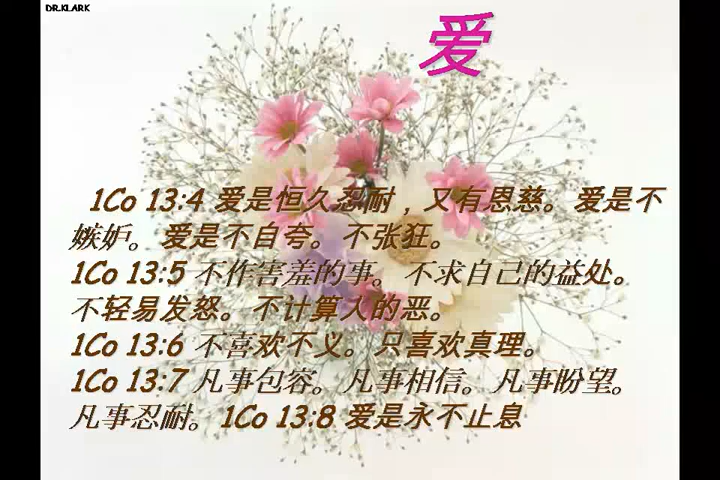 DR.KLARK
爱
1Co 13:4 爱是恒久忍耐，又有恩慈。爱是不
嫉妒。爱是不自夸。不张狂。
1Co 13:5 不作害羞的事。不求自己的益处。
不轻易发怒。不计算人的恶。
1Co 13:6 不喜欢不义。只喜欢真理。
1Co 13:7 凡事包容。凡事相信。凡事盼望。
凡事忍耐。1Co 13:8 爱是永不止息